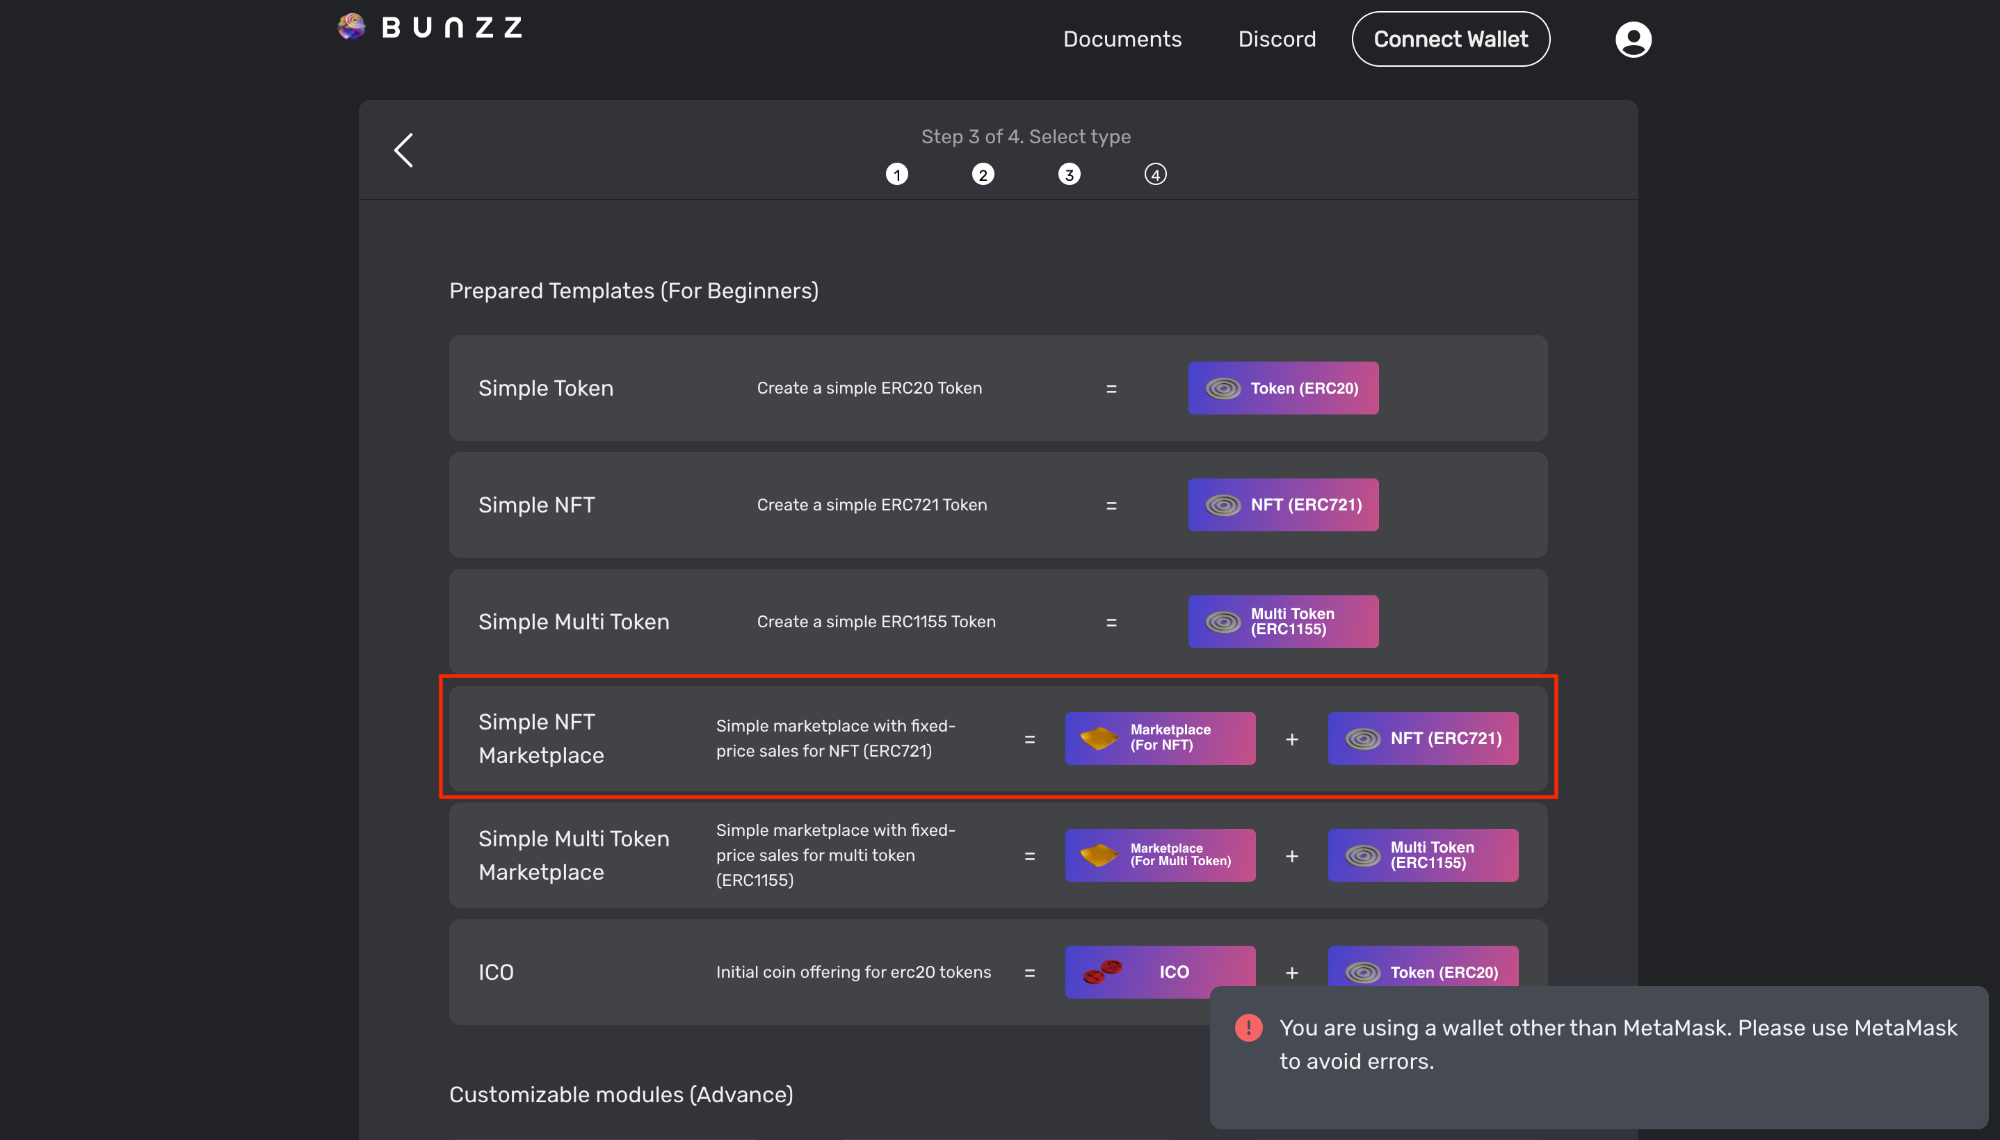 BUNZZ
Documents
Discord
Connect Wallet
Step 3 of 4. Select type
1
2
3
4
Prepared Templates (For Beginners)
Simple Token
Create a simple ERC20 Token
=
Token (ERC20)
Simple NFT
Create a simple ERC721 Token
=
NFT (ERC721)
Simple Multi Token
Create a simple ERC1155 Token
=
Multi Token
(ERC1155)
Simple NFT
Marketplace
Simple marketplace with fixed-
price sales for NFT (ERC721)
=
Marketplace
(For NFT)
+
NFT (ERC721)
Simple Multi Token
Marketplace
Simple marketplace with fixed-
price sales for multi token
(ERC1155)
=
Marketplace
(For Multi Token)
+
Multi Token
(ERC1155)
ICO
Initial coin offering for erc20 tokens
=
ICO
+
Token (ERC20)
You are using a wallet other than MetaMask. Please use MetaMask
to avoid errors.
Customizable modules (Advance)